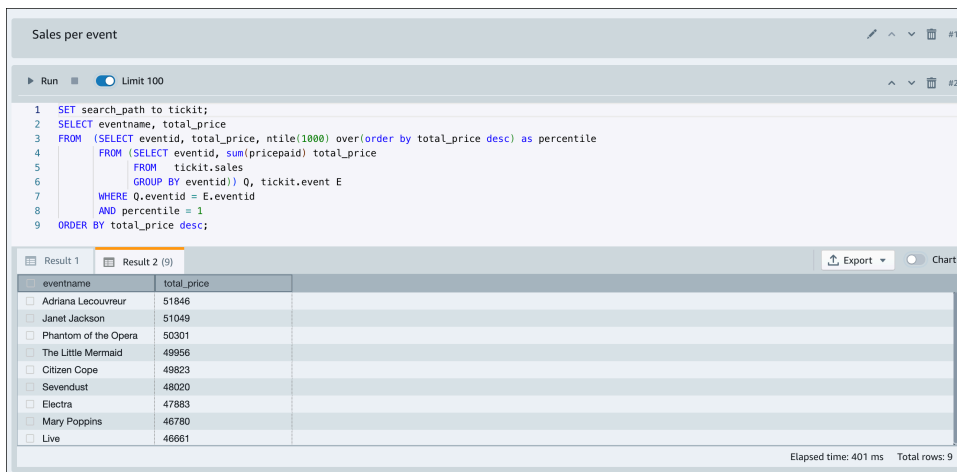 Sales per event #1
Run Limit 100 #2
1 SET search_path to tickit;
2 SELECT eventname, total_price
3 FROM (SELECT eventid, total_price, ntile(1000) over(order by total_price desc) as percentile
4 FROM (SELECT eventid, sum(pricepaid) total_price
5 FROM tickit.sales
6 GROUP BY eventid)) Q, tickit.event E
7 WHERE Q.eventid = E.eventid
8 AND percentile = 1
9 ORDER BY total_price desc;
Result 1 Result 2 (9) Export Chart
eventname total_price
Adriana Lecouvreur 51846
Janet Jackson 51049
Phantom of the Opera 50301
The Little Mermaid 49956
Citizen Cope 49823
Sevendust 48020
Electra 47883
Mary Poppins 46780
Live 46661
Elapsed time: 401 ms Total rows: 9